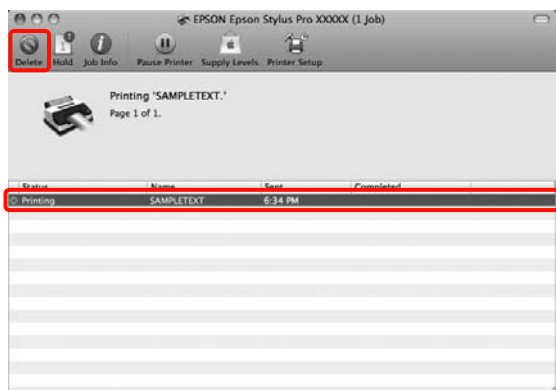 EPSON Epson Stylus Pro XXXXX (1 Job)
Delete Hold Job Info Pause Printer Supply Levels Printer Setup
Printing 'SAMPLETEXT.'
Page 1 of 1.
Status Name Sent Completed
Printing SAMPLETEXT 6:34 PM